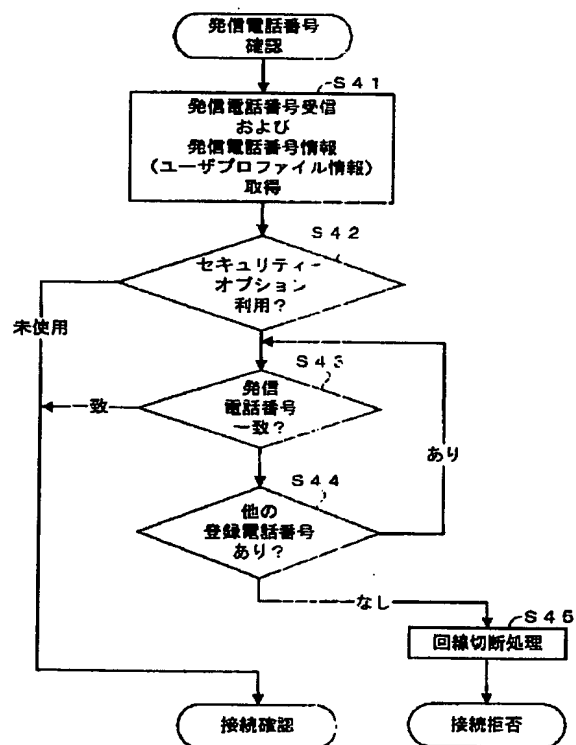 発信電話番号
確認
S41
発信電話番号受信
および
発信電話番号情報
(ユーザプロファイル情報)
取得
S42
セキュリティー
オプション
利用?
未使用
S43
発信
電話番号
一致?
一致
あり
S44
他の
登録電話番号
あり?
なし
S45
回線切断処理
接続確認
接続拒否